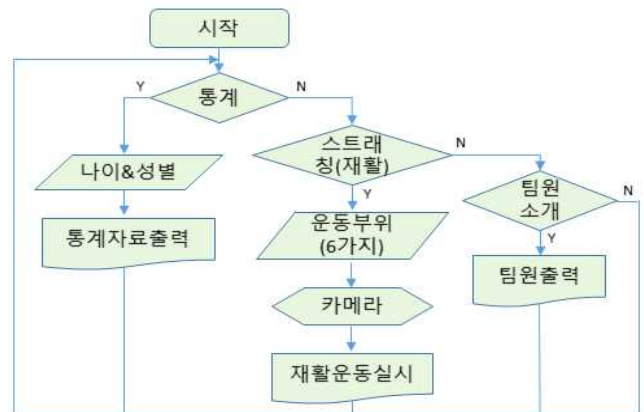 시작
Y
통계
N
스트래
칭(재활)
N
나이&성별
Y
팀원
소개
N
통계자료출력
운동부위
(6가지)
Y
팀원출력
카메라
재활운동실시